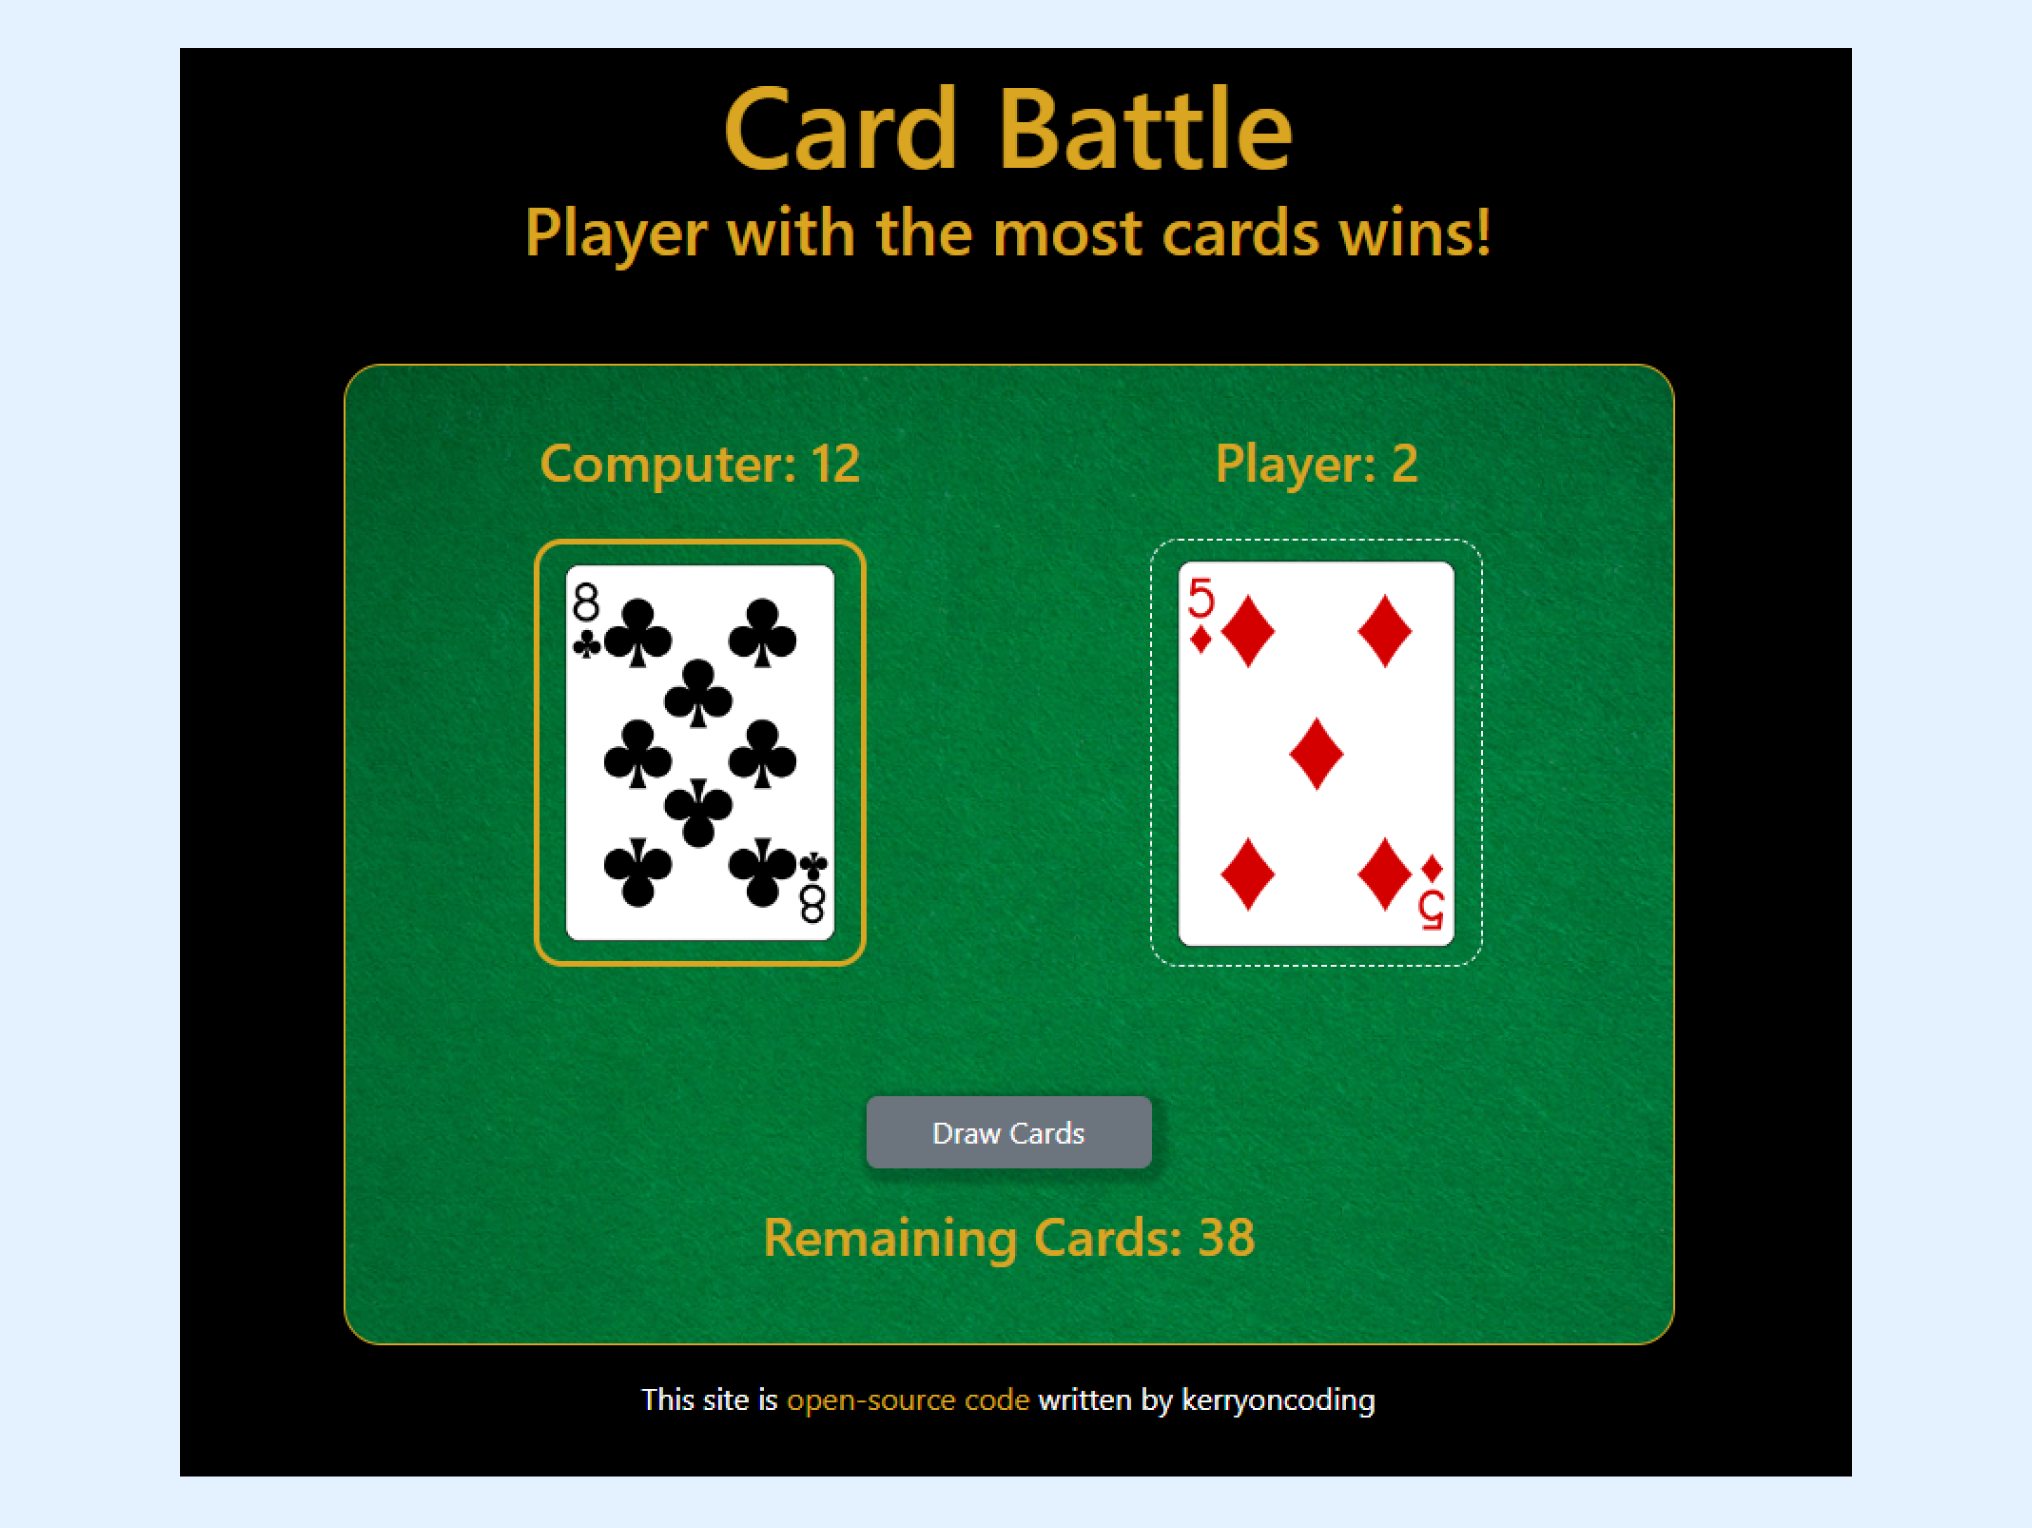 Card Battle
Player with the most cards wins!
Computer: 12
Player: 2
8
8
5
5
Draw Cards
Remaining Cards: 38
This site is open-source code written by kerryoncoding